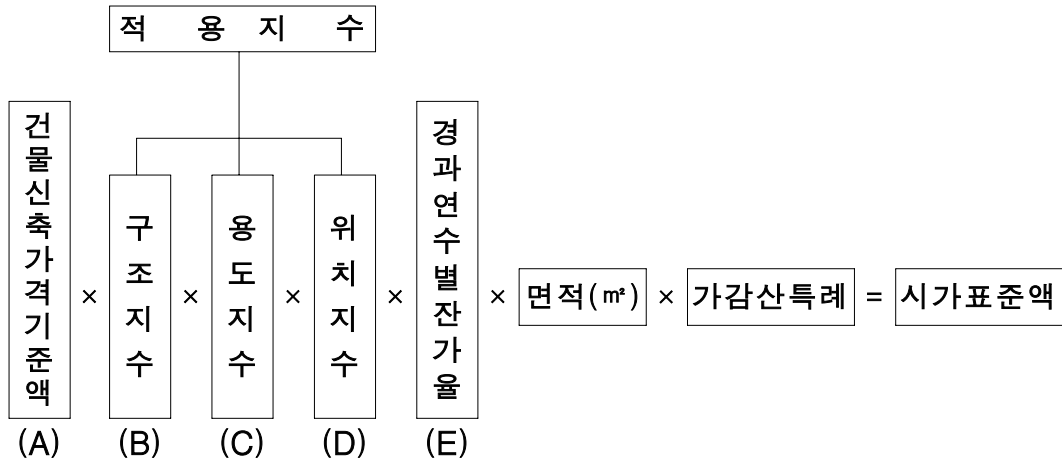 적 용 지 수
건물신축가격기준액
×
구조지수
×
용도지수
×
위치지수
×
경과연수별잔가율
×
면적(㎡)
×
가감산특례
=
시가표준액
(A)
(B)
(C)
(D)
(E)